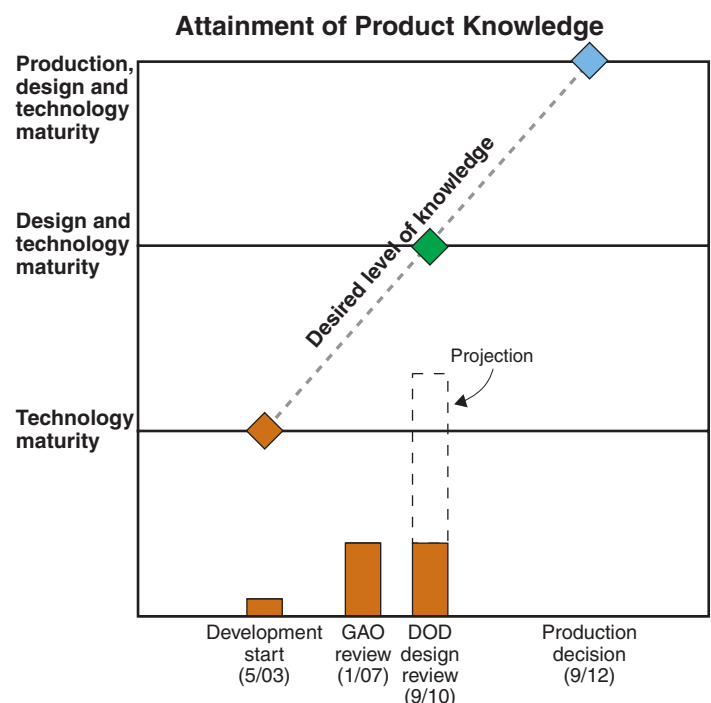 Attainment of Product Knowledge
Production,
design and
technology
maturity
Design and
technology
maturity
Desired level of knowledge
Projection
Technology
maturity
Development
start
(5/03)
GAO
review
(1/07)
DOD
design
review
(9/10)
Production
decision
(9/12)